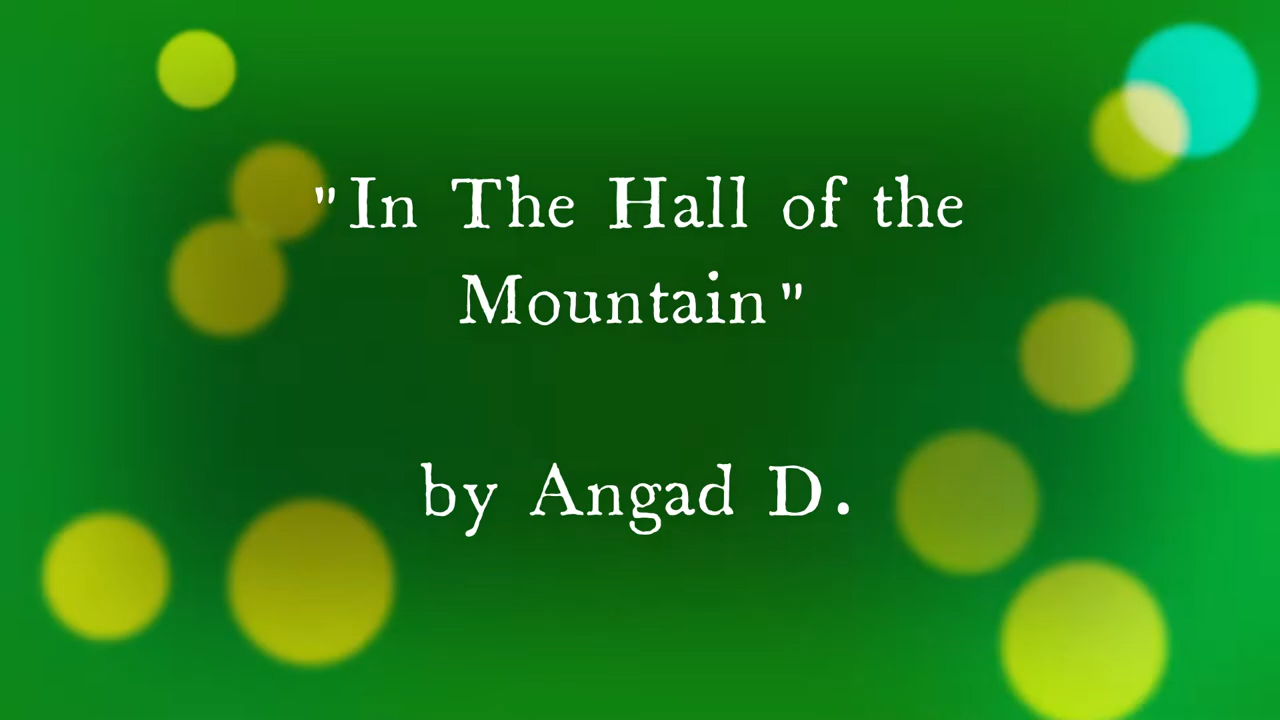 "In The Hall of the
Mountain"
by Angad D.